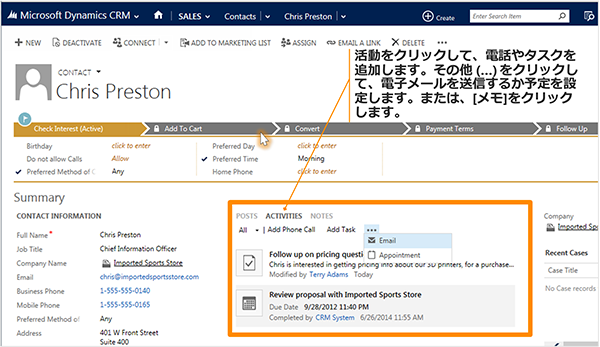 Microsoft Dynamics CRM SALES Contacts Chris Preston Create Enter Search Item
+ NEW DEACTIVATE CONNECT ADD TO MARKETING LIST ASSIGN EMAIL A LINK DELETE ...
活動をクリックして、電話やタスクを
追加します。その他 (...) をクリックし
て、電子メールを送信するか予定を設
定します。または、[メモ]をクリック
します。
CONTACT
Chris Preston
Check Interest (Active) Add To Cart Convert Payment Terms Follow Up
Birthday click to enter Preferred Day click to enter
Do not allow Calls Allow Preferred Time Morning
Preferred Method of C Any Home Phone click to enter
Summary
CONTACT INFORMATION
Full Name * Chris Preston
Job Title Chief Information Officer
Company Name Imported Sports Store
Email chris@importedsportsstore.com
Business Phone 1-555-555-0140
Mobile Phone 1-555-555-0165
Preferred Method of Any
Address 401 W Front Street
Suite 400
POSTS ACTIVITIES NOTES
All Add Phone Call Add Task ...
Email
Appointment
Follow up on pricing questi
Chris is interested in getting pricing info about our 3D printers, for a purchase...
Modified by Terry Adams Today
Review proposal with Imported Sports Store
Due Date 9/28/2012 11:40 PM
Completed by CRM System 6/26/2014 11:55 AM
Company
Imported Sp
Recent Cases
Case Title
No Case records